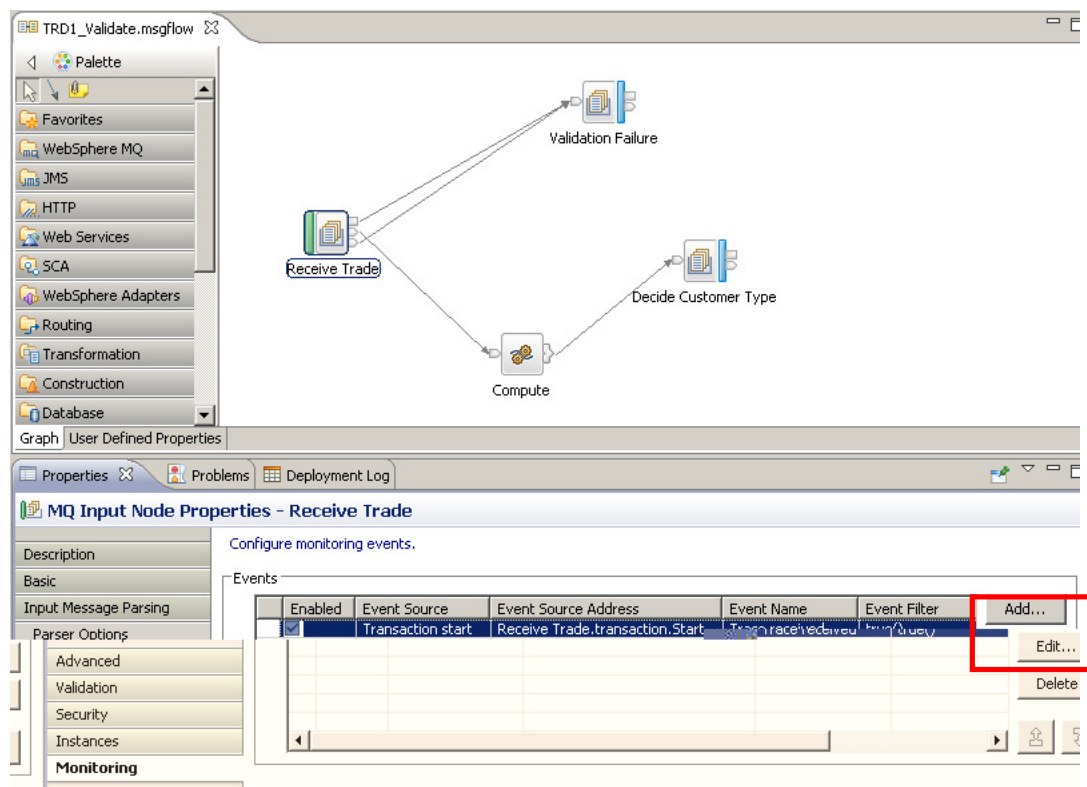 TRD1_Validate.msgflow
Palette
Favorites
WebSphere MQ
JMS
HTTP
Web Services
SCA
WebSphere Adapters
Routing
Transformation
Construction
Database
Validation Failure
Receive Trade
Decide Customer Type
Compute
Graph User Defined Properties
Properties Problems Deployment Log
MQ Input Node Properties - Receive Trade
Description
Basic
Input Message Parsing
Parser Options
Advanced
Validation
Security
Instances
Monitoring
Configure monitoring events.
Events
Enabled Event Source Event Source Address Event Name Event Filter
Transaction start Receive Trade.transaction.Start
Add...
Edit...
Delete